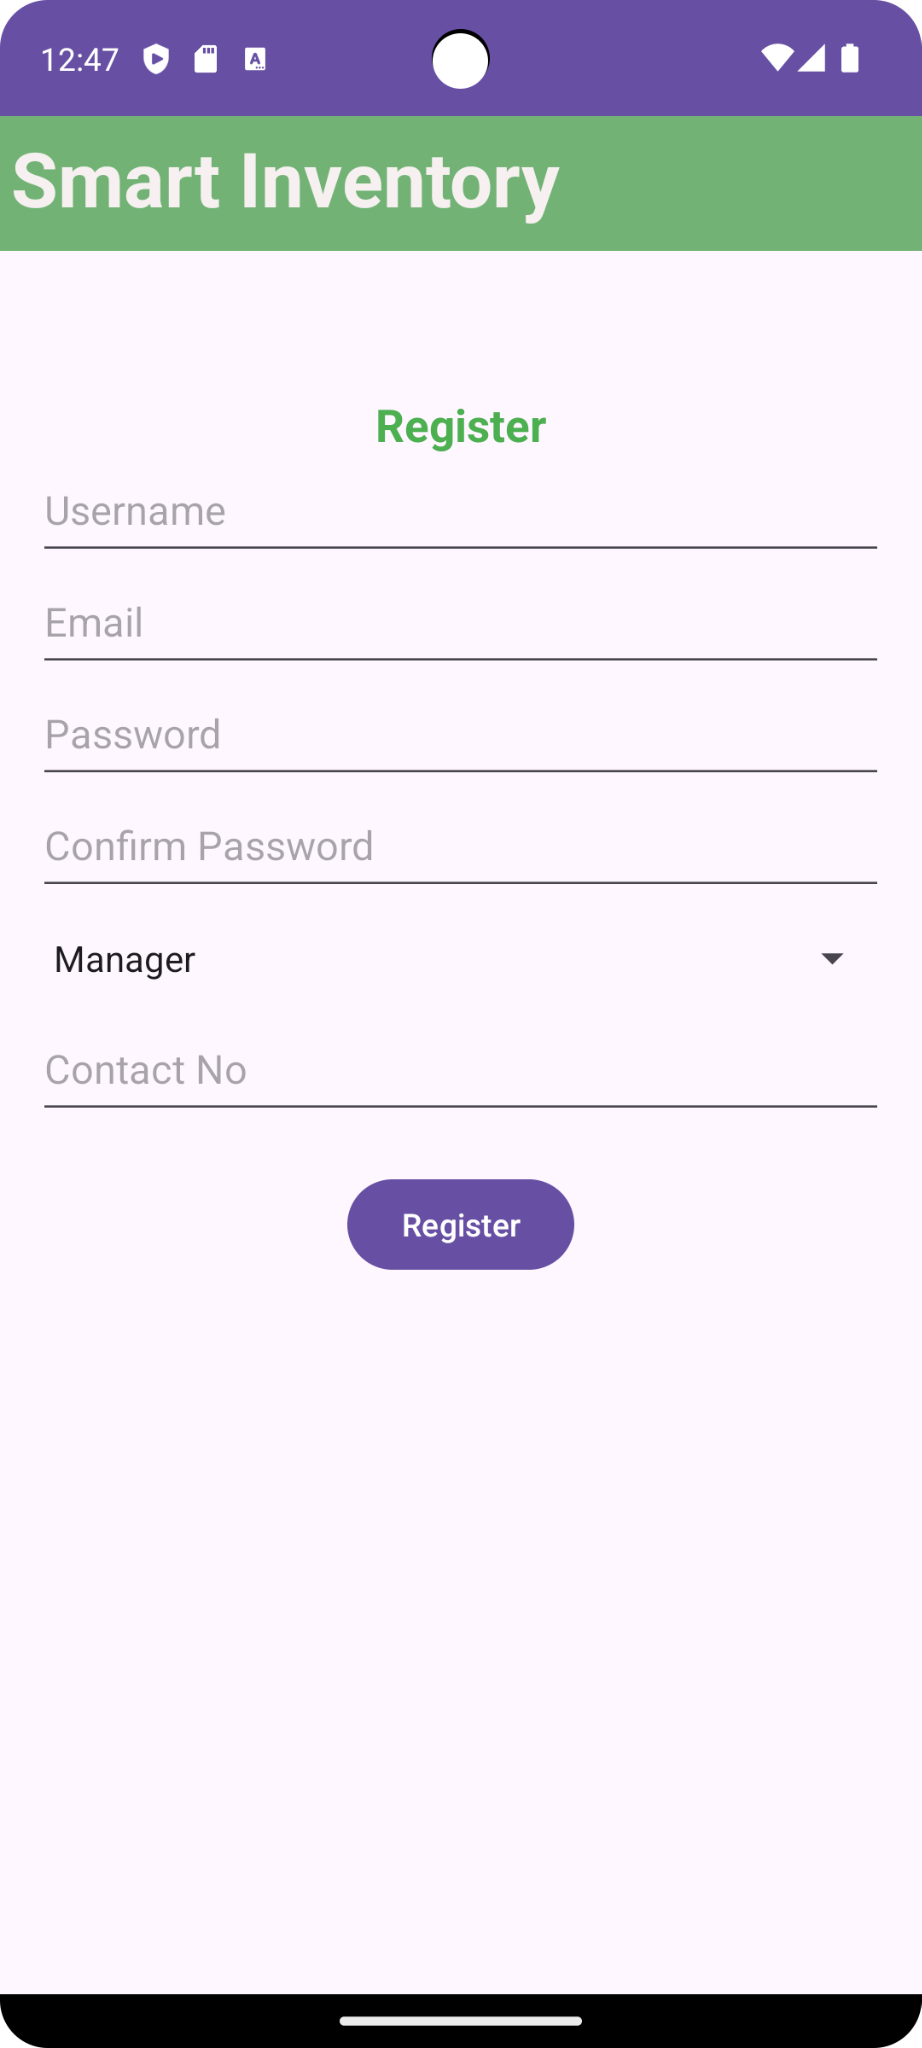 12:47
Smart Inventory
Register
Username
Email
Password
Confirm Password
Manager
Contact No
Register